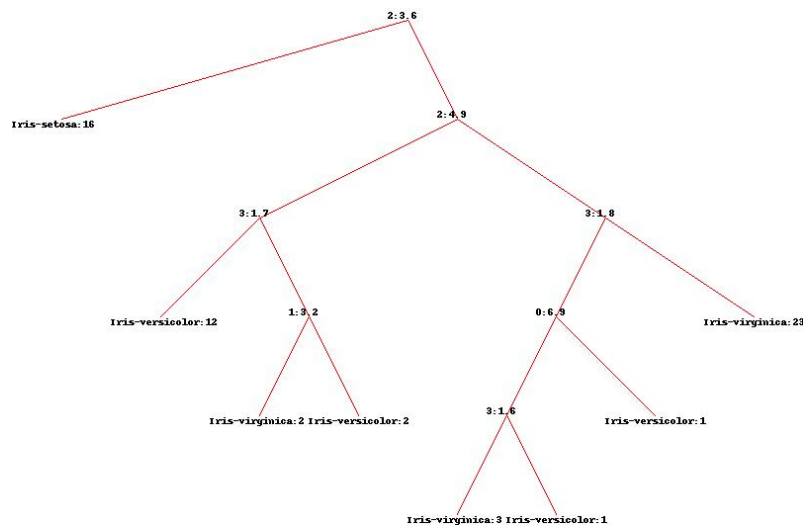 2:3.6
Iris-setosa:16
2:4.9
3:1.7
3:1.8
Iris-versicolor:12
1:3.2
0:6.9
Iris-virginica:23
Iris-virginica:2
Iris-versicolor:2
3:1.6
Iris-versicolor:1
Iris-virginica:3
Iris-versicolor:1